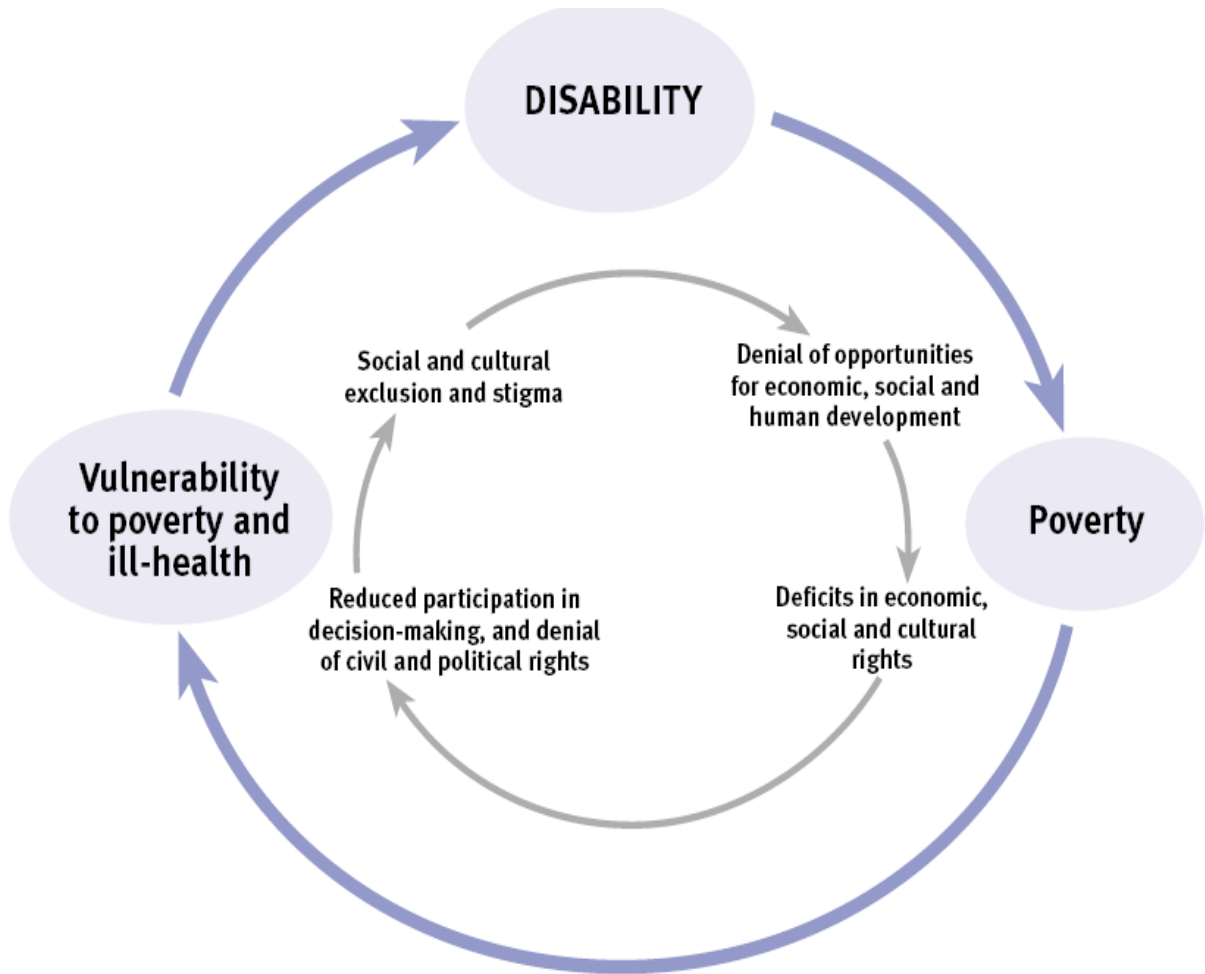 DISABILITY
Social and cultural
exclusion and stigma
Denial of opportunities
for economic, social and
human development
Vulnerability
to poverty and
ill-health
Poverty
Reduced participation in
decision-making, and denial
of civil and political rights
Deficits in economic,
social and cultural
rights